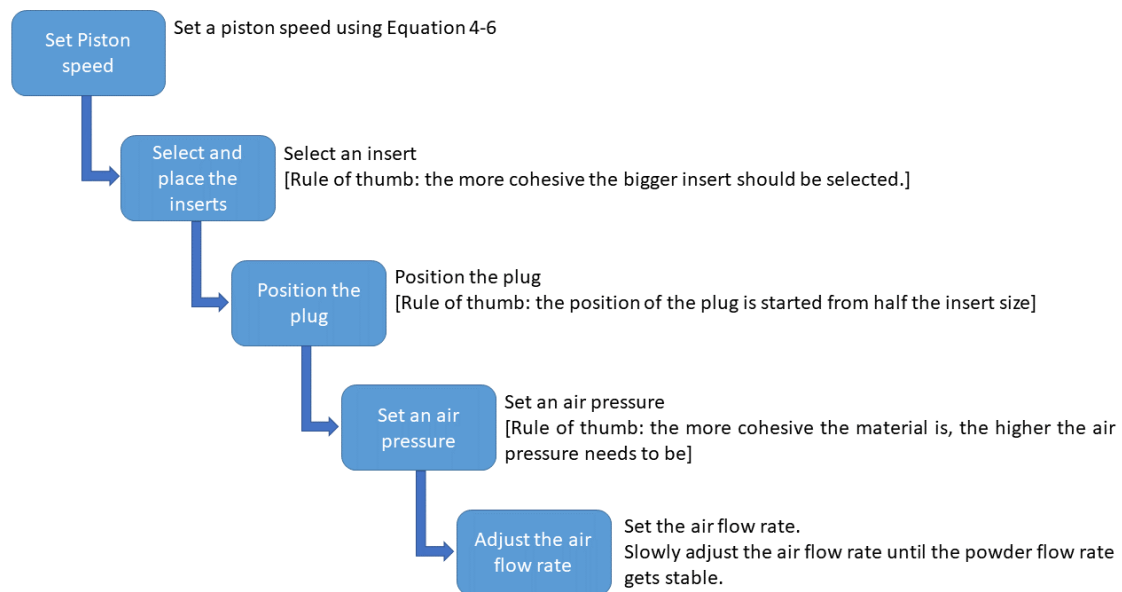 Set Piston
speed
Set a piston speed using Equation 4-6
Select and
place the
inserts
Select an insert
[Rule of thumb: the more cohesive the bigger insert should be selected.]
Position the
plug
Position the plug
[Rule of thumb: the position of the plug is started from half the insert size]
Set an air
pressure
Set an air pressure
[Rule of thumb: the more cohesive the material is, the higher the air
pressure needs to be]
Adjust the air
flow rate
Set the air flow rate.
Slowly adjust the air flow rate until the powder flow rate
gets stable.